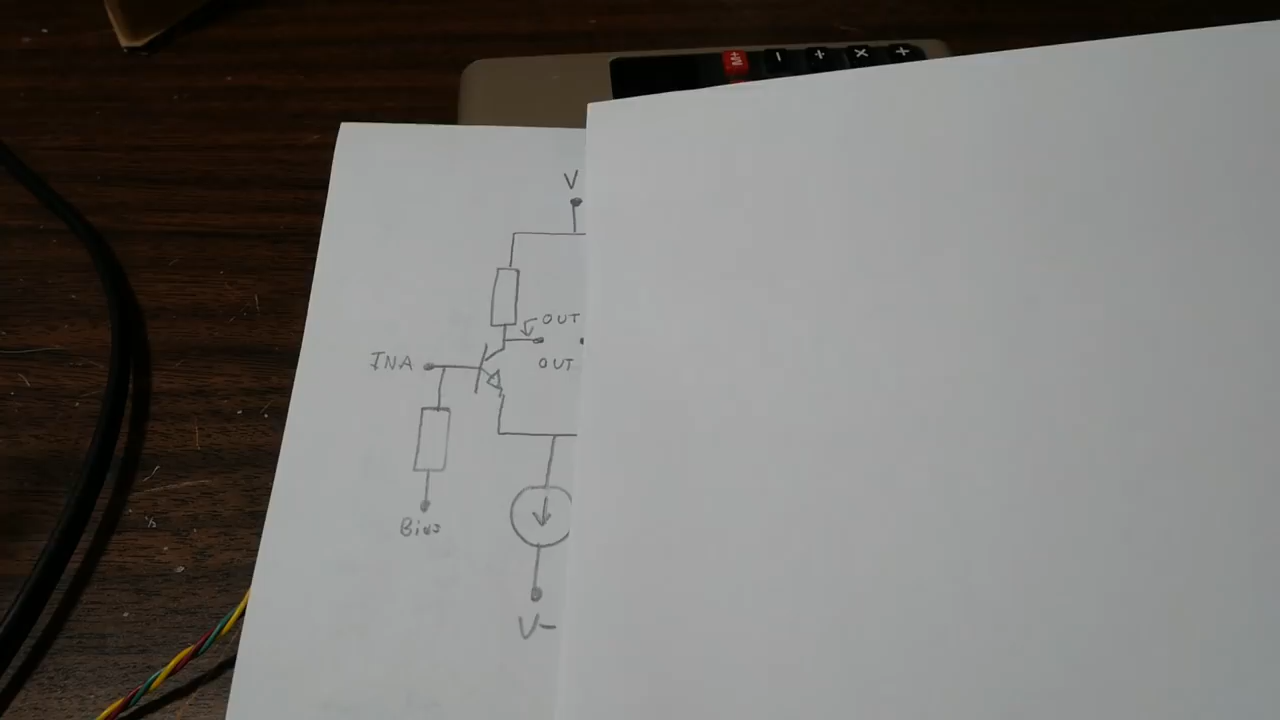 M+ - ÷ × +
V
OUT
INA
OUT
Bias
V-